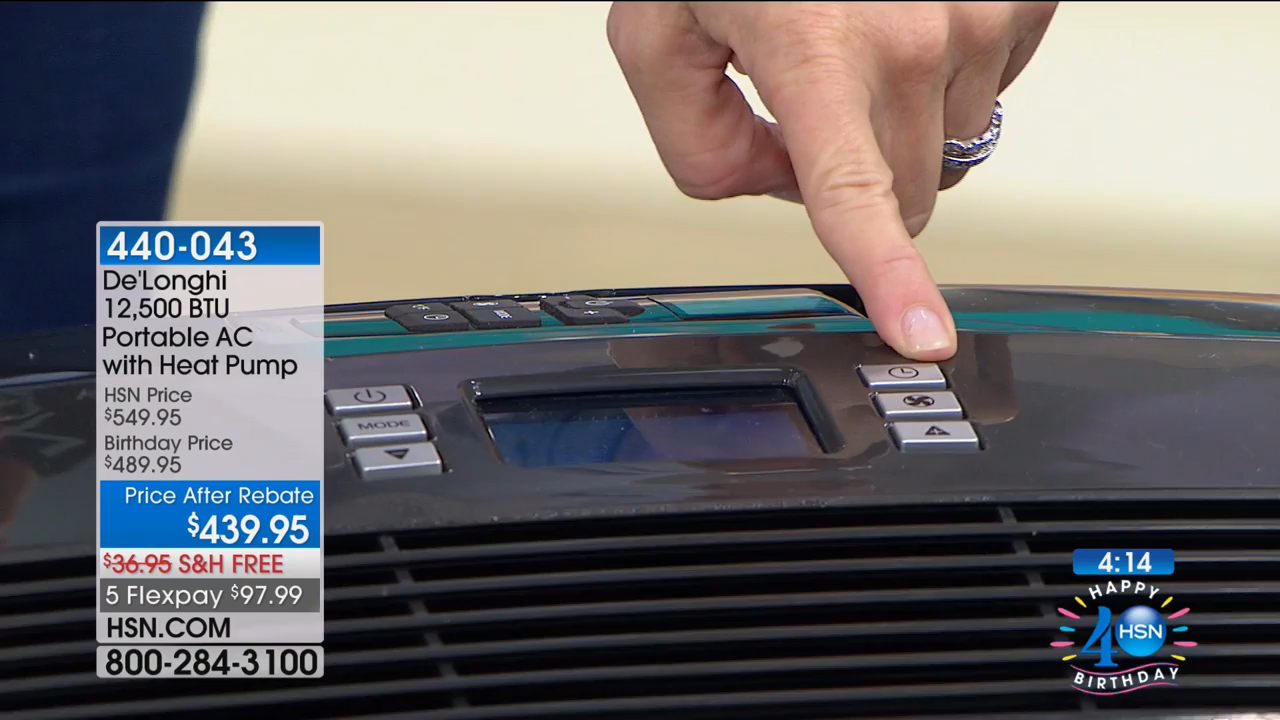 440-043
De'Longhi
12,500 BTU
Portable AC
with Heat Pump
HSN Price
$549.95
Birthday Price
$489.95
Price After Rebate
$439.95
$36.95 S&H FREE
5 Flexpay $97.99
HSN.COM
800-284-3100
MODE
4:14
HAPPY
40 HSN
BIRTHDAY